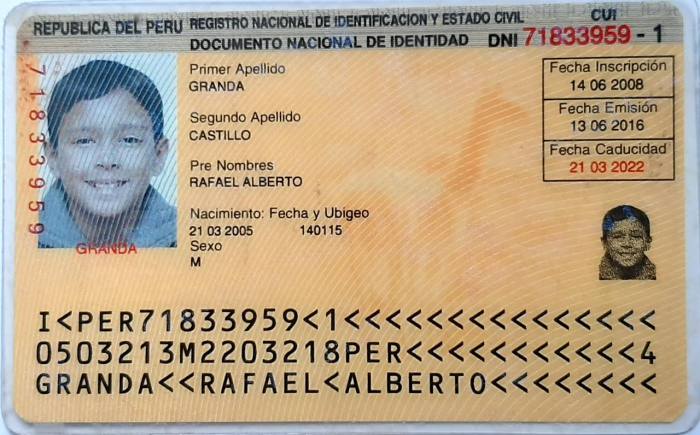 REPUBLICA DEL PERU REGISTRO NACIONAL DE IDENTIFICACION Y ESTADO CIVIL CUI
DOCUMENTO NACIONAL DE IDENTIDAD DNI 71833959 - 1
71833959
Primer Apellido
GRANDA
Segundo Apellido
CASTILLO
Pre Nombres
RAFAEL ALBERTO
Nacimiento: Fecha y Ubigeo
21 03 2005 140115
Sexo
M
GRANDA
Fecha Inscripción
14 06 2008
Fecha Emisión
13 06 2016
Fecha Caducidad
21 03 2022
I<PER71833959<1<<<<<<<<<<<<<<<
0503213M2203218PER<<<<<<<<<<<4
GRANDA<<RAFAEL<ALBERTO<<<<<<<<